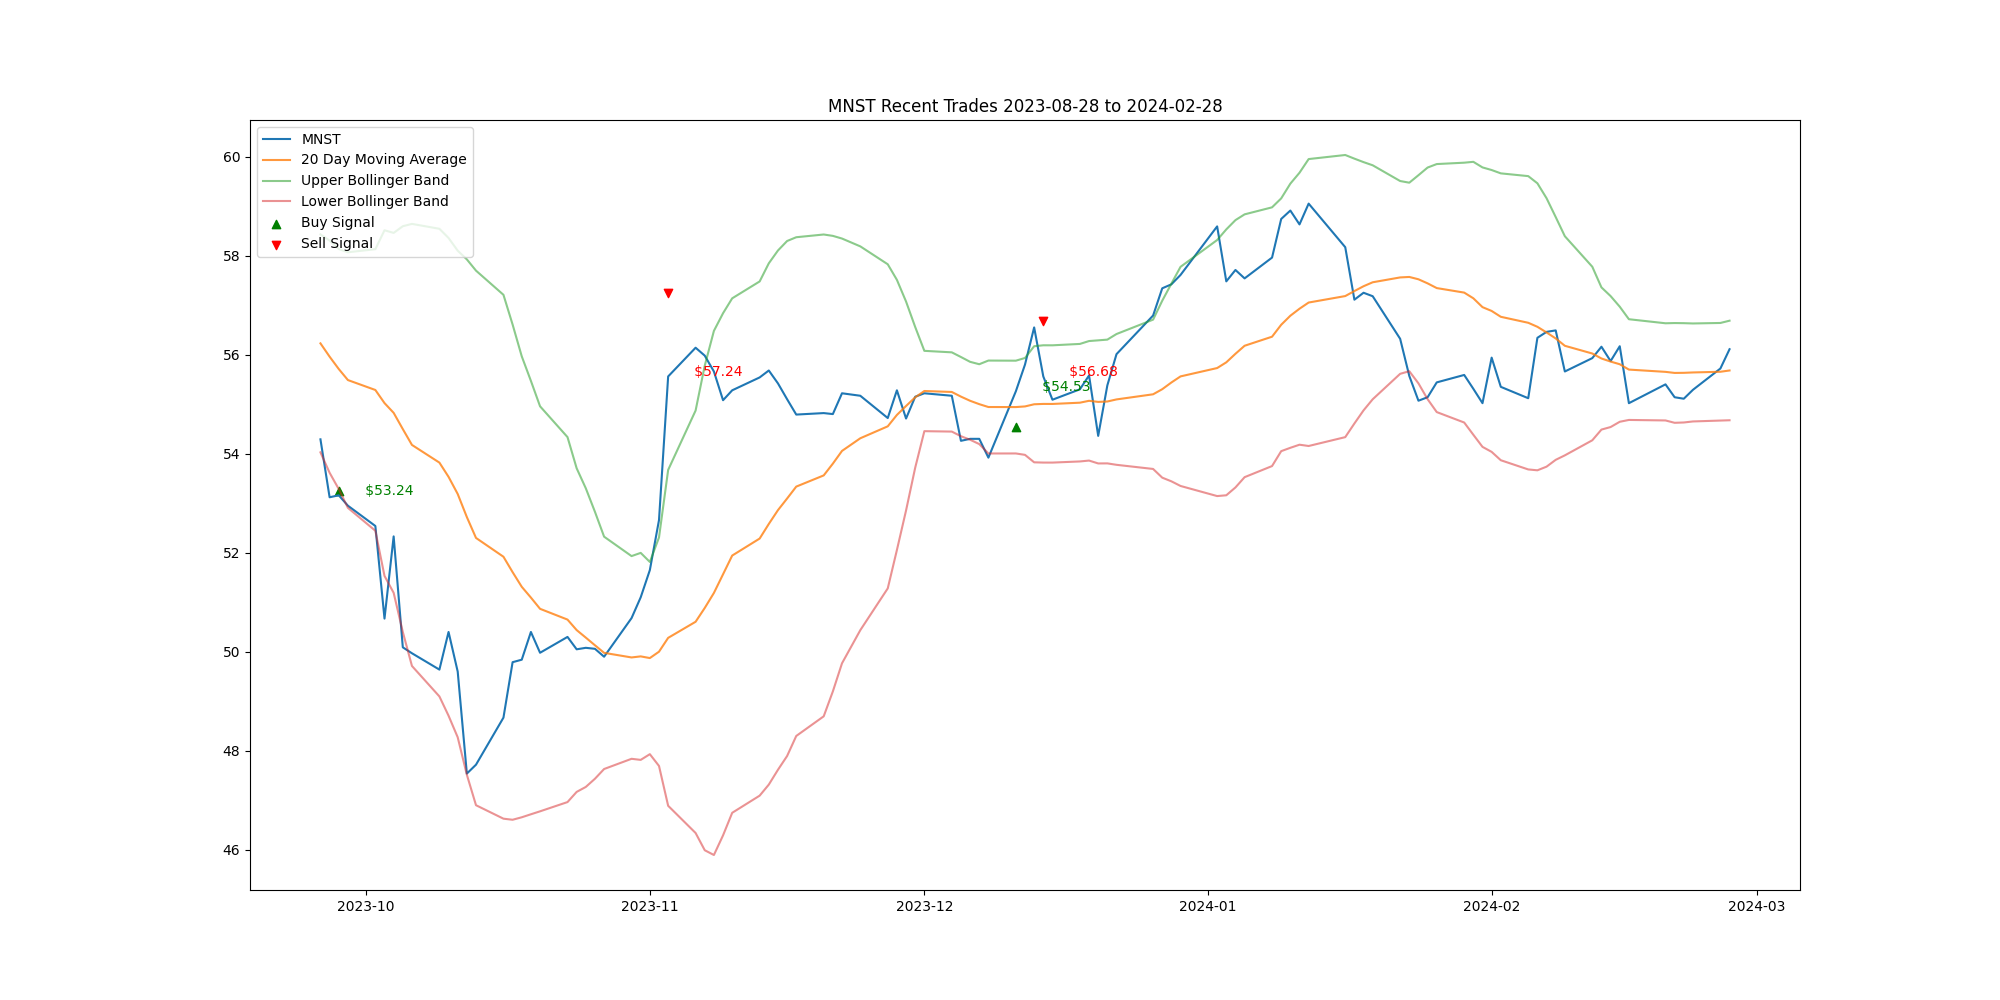 MNST Recent Trades 2023-08-28 to 2024-02-28
MNST
20 Day Moving Average
Upper Bollinger Band
Lower Bollinger Band
Buy Signal
Sell Signal
60
58
56
54
52
50
48
46
$53.24
$57.24
$56.68
$54.53
2023-10
2023-11
2023-12
2024-01
2024-02
2024-03